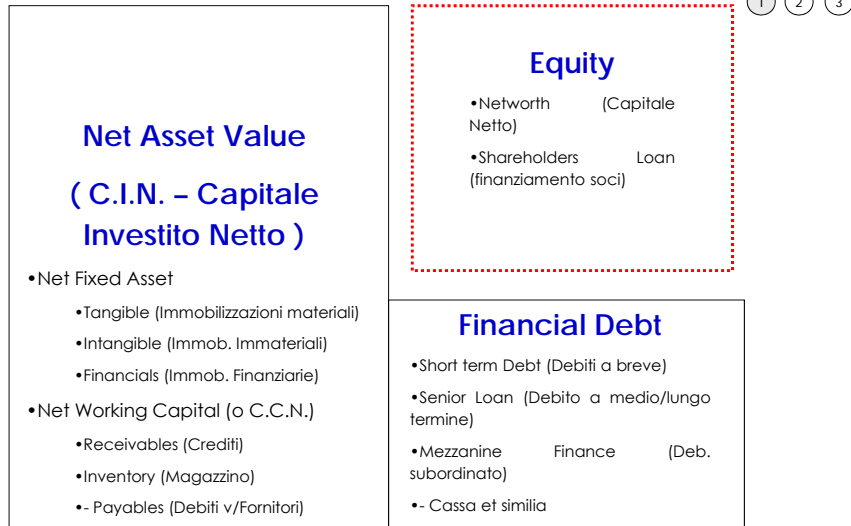 1 2 3
Net Asset Value
( C.I.N. – Capitale
Investito Netto )
•Net Fixed Asset
•Tangible (Immobilizzazioni materiali)
•Intangible (Immob. Immateriali)
•Financials (Immob. Finanziarie)
•Net Working Capital (o C.C.N.)
•Receivables (Crediti)
•Inventory (Magazzino)
•- Payables (Debiti v/Fornitori)
Equity
•Networth (Capitale
Netto)
•Shareholders Loan
(finanziamento soci)
Financial Debt
•Short term Debt (Debiti a breve)
•Senior Loan (Debito a medio/lungo
termine)
•Mezzanine Finance (Deb.
subordinato)
•- Cassa et similia